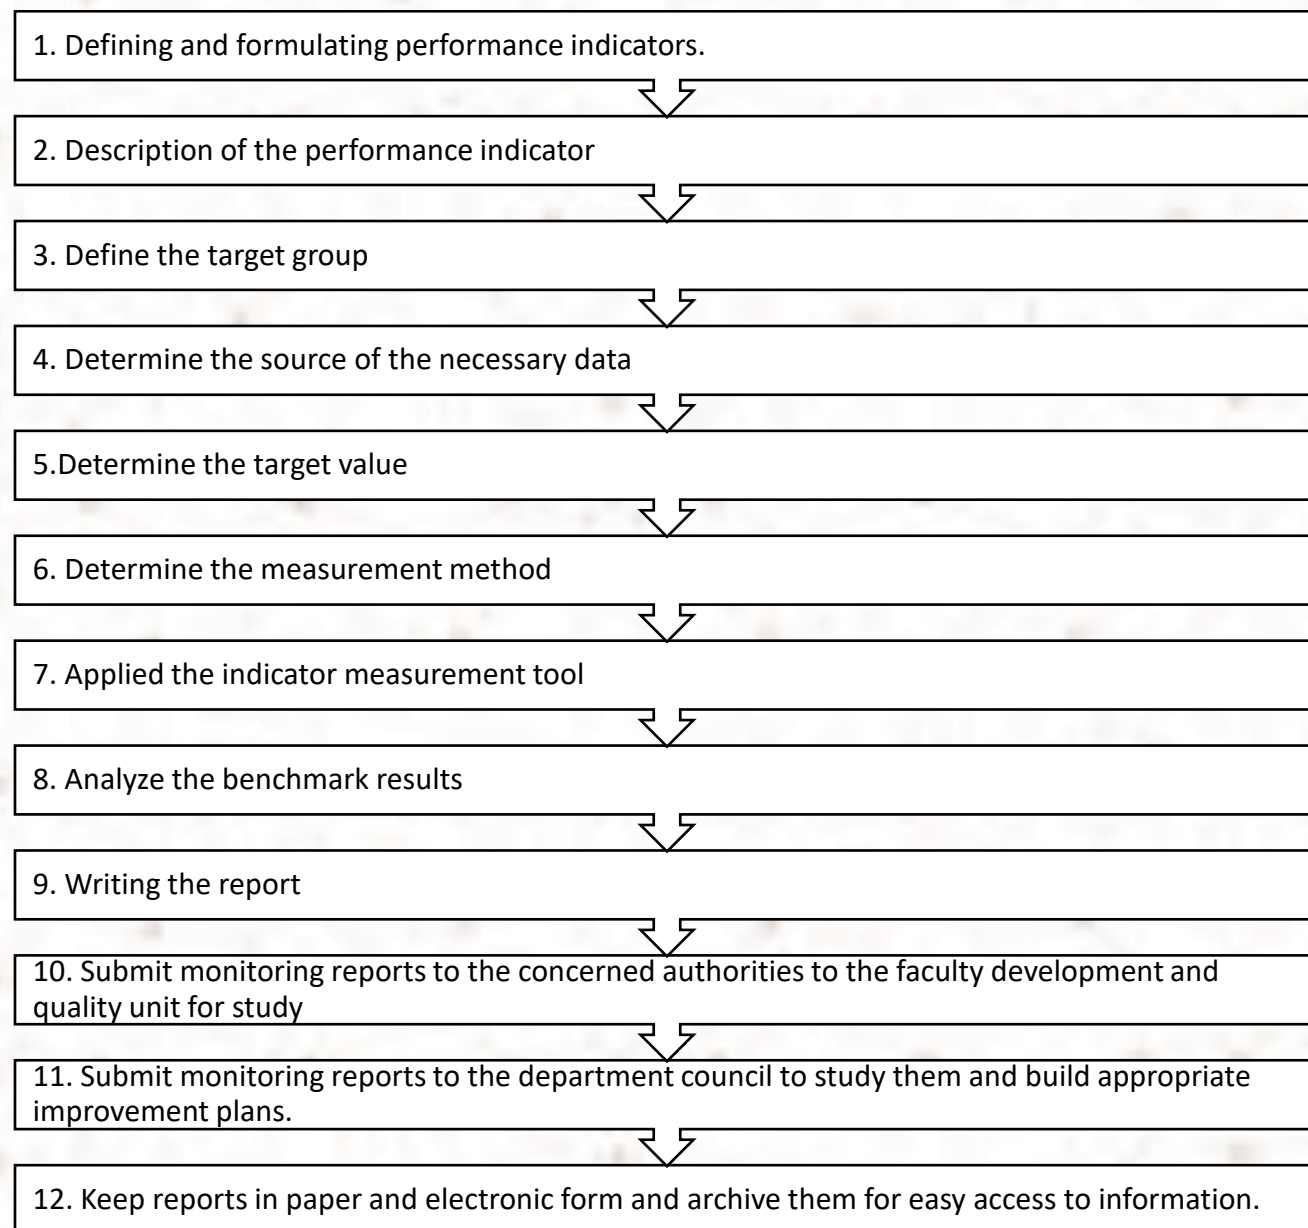 1. Defining and formulating performance indicators.
2. Description of the performance indicator
3. Define the target group
4. Determine the source of the necessary data
5.Determine the target value
6. Determine the measurement method
7. Applied the indicator measurement tool
8. Analyze the benchmark results
9. Writing the report
10. Submit monitoring reports to the concerned authorities to the faculty development and
quality unit for study
11. Submit monitoring reports to the department council to study them and build appropriate
improvement plans.
12. Keep reports in paper and electronic form and archive them for easy access to information.